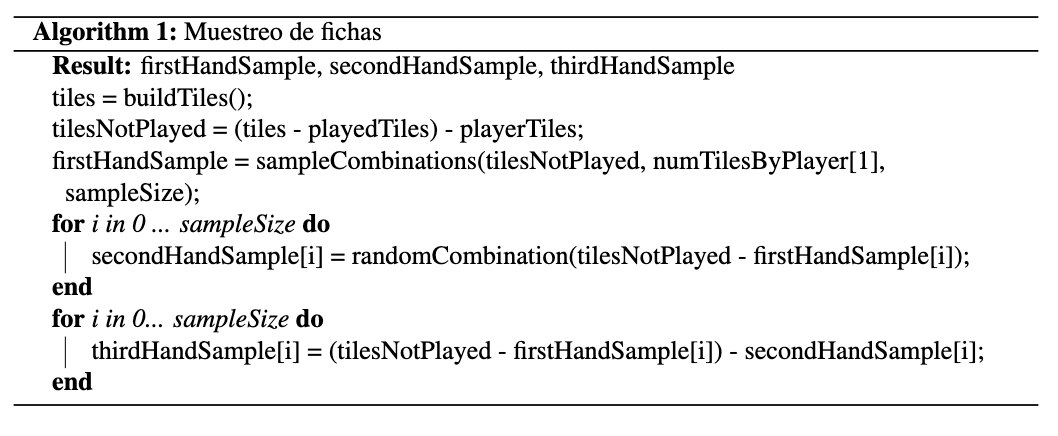 Algorithm 1: Muestreo de fichas
Result: firstHandSample, secondHandSample, thirdHandSample
tiles = buildTiles();
tilesNotPlayed = (tiles - playedTiles) - playerTiles;
firstHandSample = sampleCombinations(tilesNotPlayed, numTilesByPlayer[1],
sampleSize);
for i in 0 ... sampleSize do
secondHandSample[i] = randomCombination(tilesNotPlayed - firstHandSample[i]);
end
for i in 0... sampleSize do
thirdHandSample[i] = (tilesNotPlayed - firstHandSample[i]) - secondHandSample[i];
end